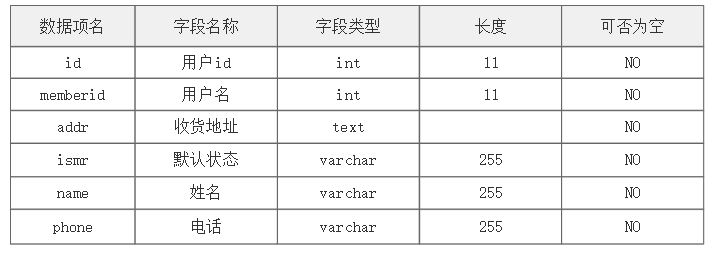 数据项名 字段名称 字段类型 长度 可否为空
id 用户id int 11 NO
memberid 用户名 int 11 NO
addr 收货地址 text NO
ismr 默认状态 varchar 255 NO
name 姓名 varchar 255 NO
phone 电话 varchar 255 NO